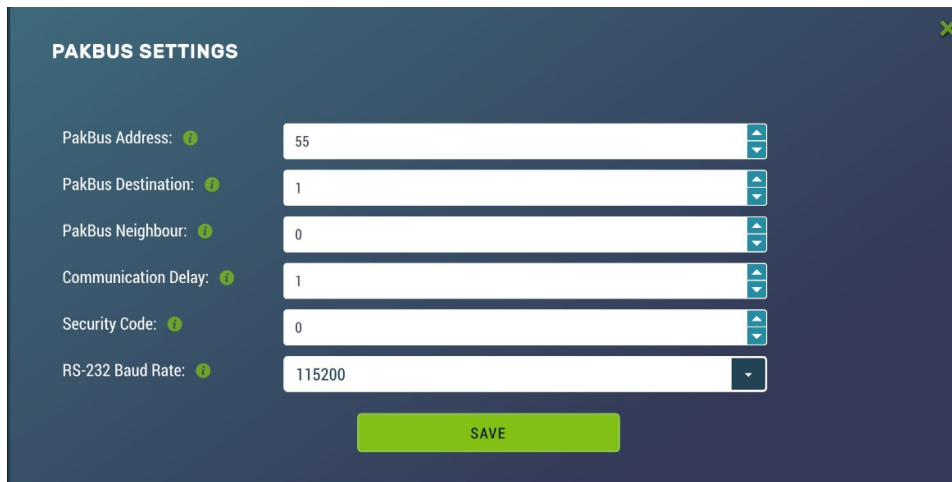 PAKBUS SETTINGS
PakBus Address: i 55
PakBus Destination: i 1
PakBus Neighbour: i 0
Communication Delay: i 1
Security Code: i 0
RS-232 Baud Rate: i 115200
SAVE